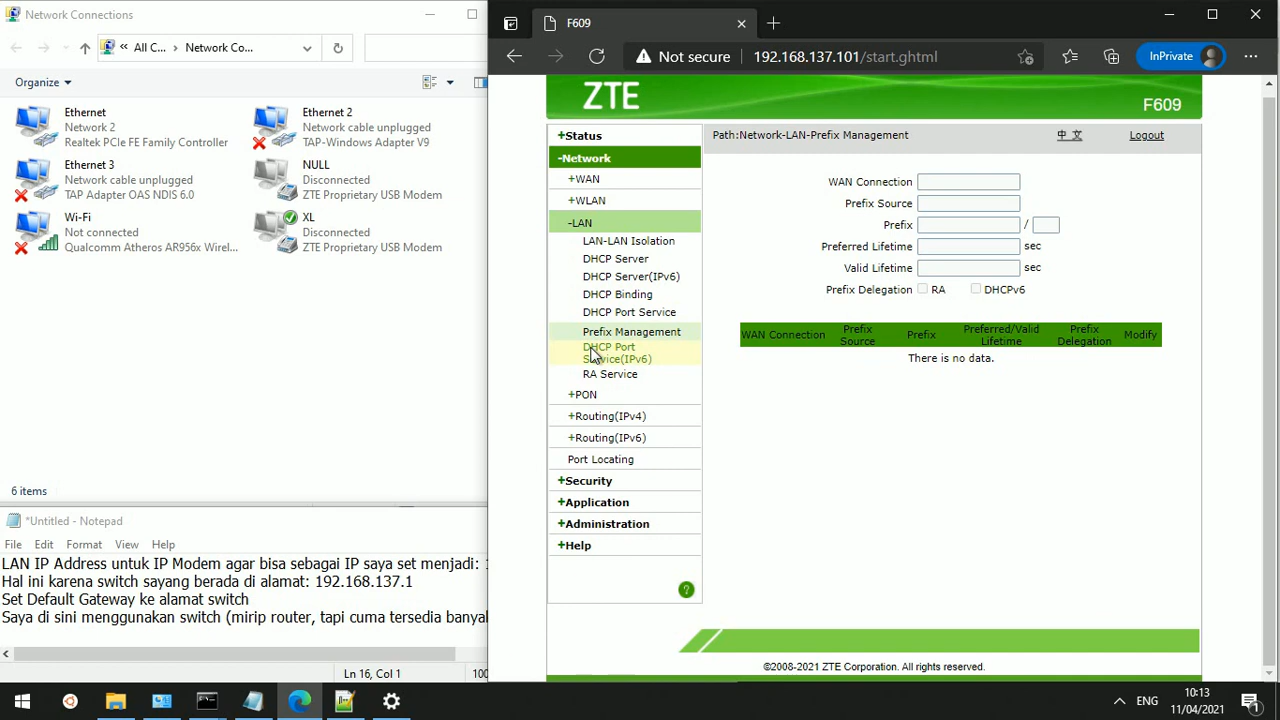 Network Connections
« All C... > Network Co...
Organize
Ethernet
Network 2
Realtek PCIe FE Family Controller
Ethernet 2
Network cable unplugged
TAP-Windows Adapter V9
Ethernet 3
Network cable unplugged
TAP Adapter OAS NDIS 6.0
NULL
Disconnected
ZTE Proprietary USB Modem
Wi-Fi
Not connected
Qualcomm Atheros AR956x Wirel...
XL
Disconnected
ZTE Proprietary USB Modem
6 items
*Untitled - Notepad
File Edit Format View Help
LAN IP Address untuk IP Modem agar bisa sebagai IP saya set menjadi:
Hal ini karena switch sayang berada di alamat: 192.168.137.1
Set Default Gateway ke alamat switch
Saya di sini menggunakan switch (mirip router, tapi cuma tersedia banyak
Ln 16, Col 1
100
F609
Not secure
192.168.137.101/start.ghtml
InPrivate
ZTE
F609
+Status
-Network
+WAN
+WLAN
-LAN
LAN-LAN Isolation
DHCP Server
DHCP Server(IPv6)
DHCP Binding
DHCP Port Service
Prefix Management
DHCP Port
Service(IPv6)
RA Service
+PON
+Routing(IPv4)
+Routing(IPv6)
Port Locating
+Security
+Application
+Administration
+Help
?
Path:Network-LAN-Prefix Management
中 文
Logout
WAN Connection
Prefix Source
Prefix /
Preferred Lifetime sec
Valid Lifetime sec
Prefix Delegation RA DHCPv6
WAN Connection Prefix Source Prefix Preferred/Valid Lifetime Prefix Delegation Modify
There is no data.
©2008-2021 ZTE Corporation. All rights reserved.
ENG
10:13
11/04/2021
1